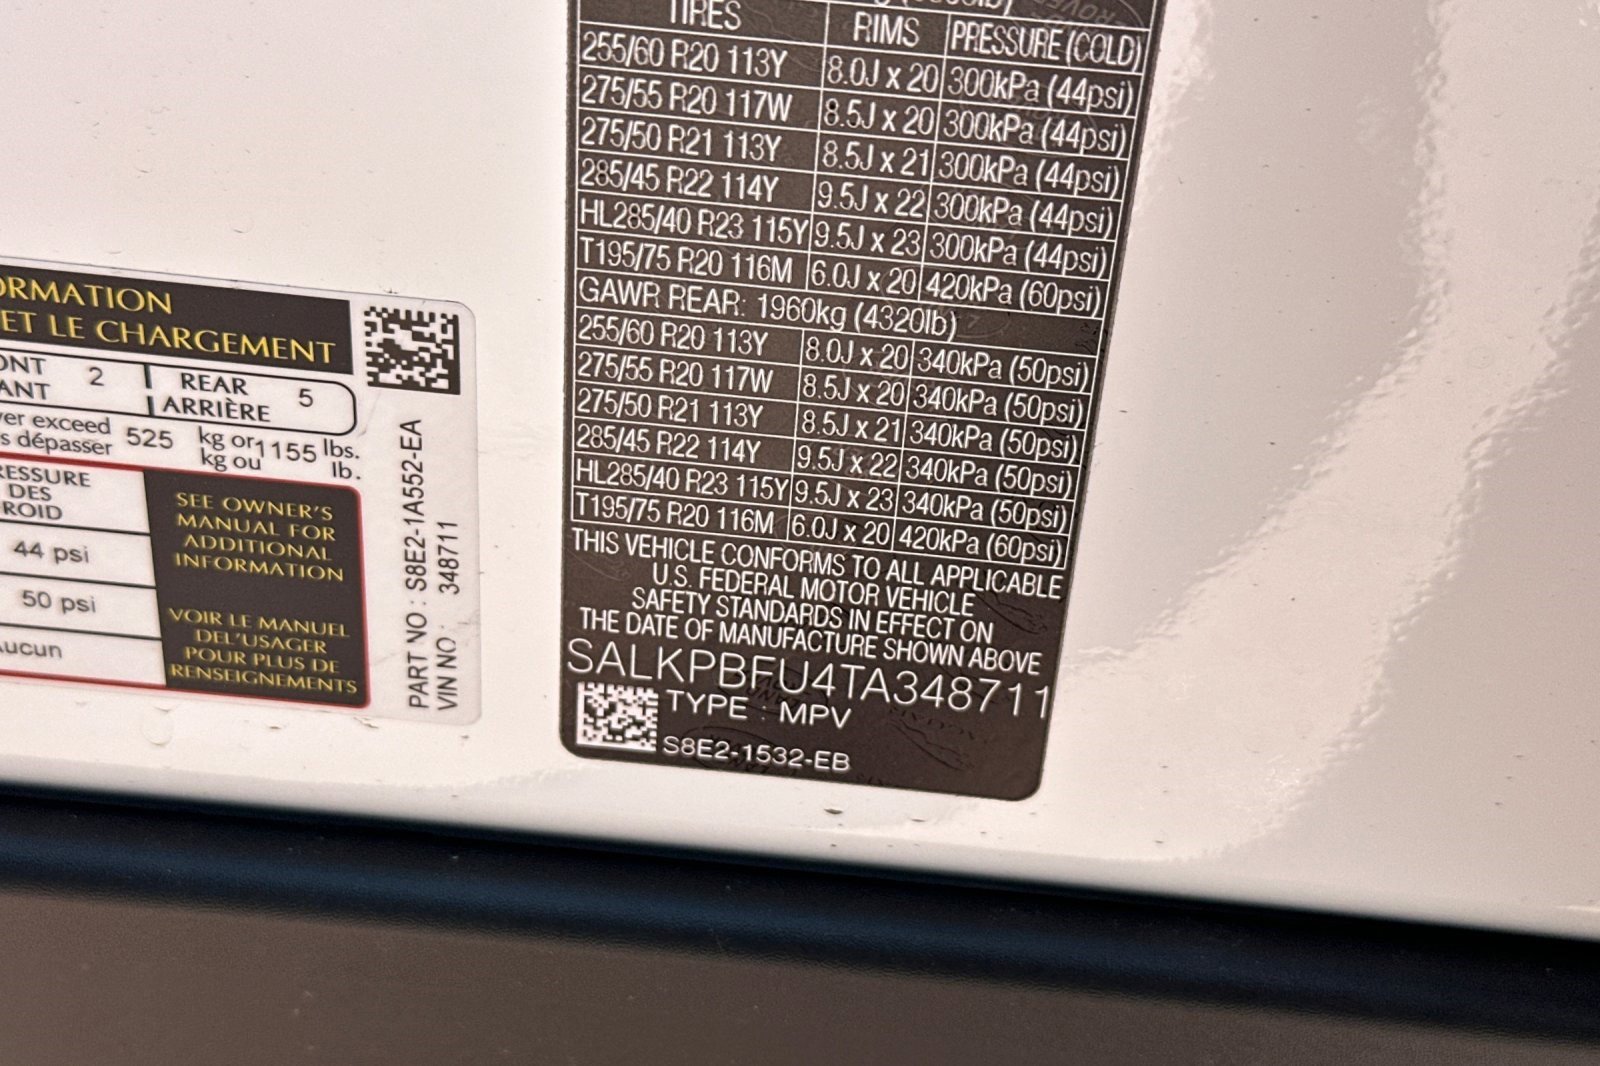 ORMATION
ET LE CHARGEMENT
ONT 2 REAR 5
ANT ARRIÈRE
ver exceed 525 kg or 1155 lbs.
s dépasser kg ou lb.
RESSURE
DES
ROID
44 psi
50 psi
ucun
SEE OWNER'S
MANUAL FOR
ADDITIONAL
INFORMATION
VOIR LE MANUEL
DEL'USAGER
POUR PLUS DE
RENSEIGNEMENTS
PART NO : S8E2-1A552-EA
VIN NO : 348711
TIRES RIMS PRESSURE (COLD)
255/60 R20 113Y 8.0J x 20 300kPa (44psi)
275/55 R20 117W 8.5J x 20 300kPa (44psi)
275/50 R21 113Y 8.5J x 21 300kPa (44psi)
285/45 R22 114Y 9.5J x 22 300kPa (44psi)
HL285/40 R23 115Y 9.5J x 23 300kPa (44psi)
T195/75 R20 116M 6.0J x 20 420kPa (60psi)
GAWR REAR: 1960kg (4320lb)
255/60 R20 113Y 8.0J x 20 340kPa (50psi)
275/55 R20 117W 8.5J x 20 340kPa (50psi)
275/50 R21 113Y 8.5J x 21 340kPa (50psi)
285/45 R22 114Y 9.5J x 22 340kPa (50psi)
HL285/40 R23 115Y 9.5J x 23 340kPa (50psi)
T195/75 R20 116M 6.0J x 20 420kPa (60psi)
THIS VEHICLE CONFORMS TO ALL APPLICABLE
U.S. FEDERAL MOTOR VEHICLE
SAFETY STANDARDS IN EFFECT ON
THE DATE OF MANUFACTURE SHOWN ABOVE
SALKPBFU4TA348711
TYPE : MPV
S8E2-1532-EB